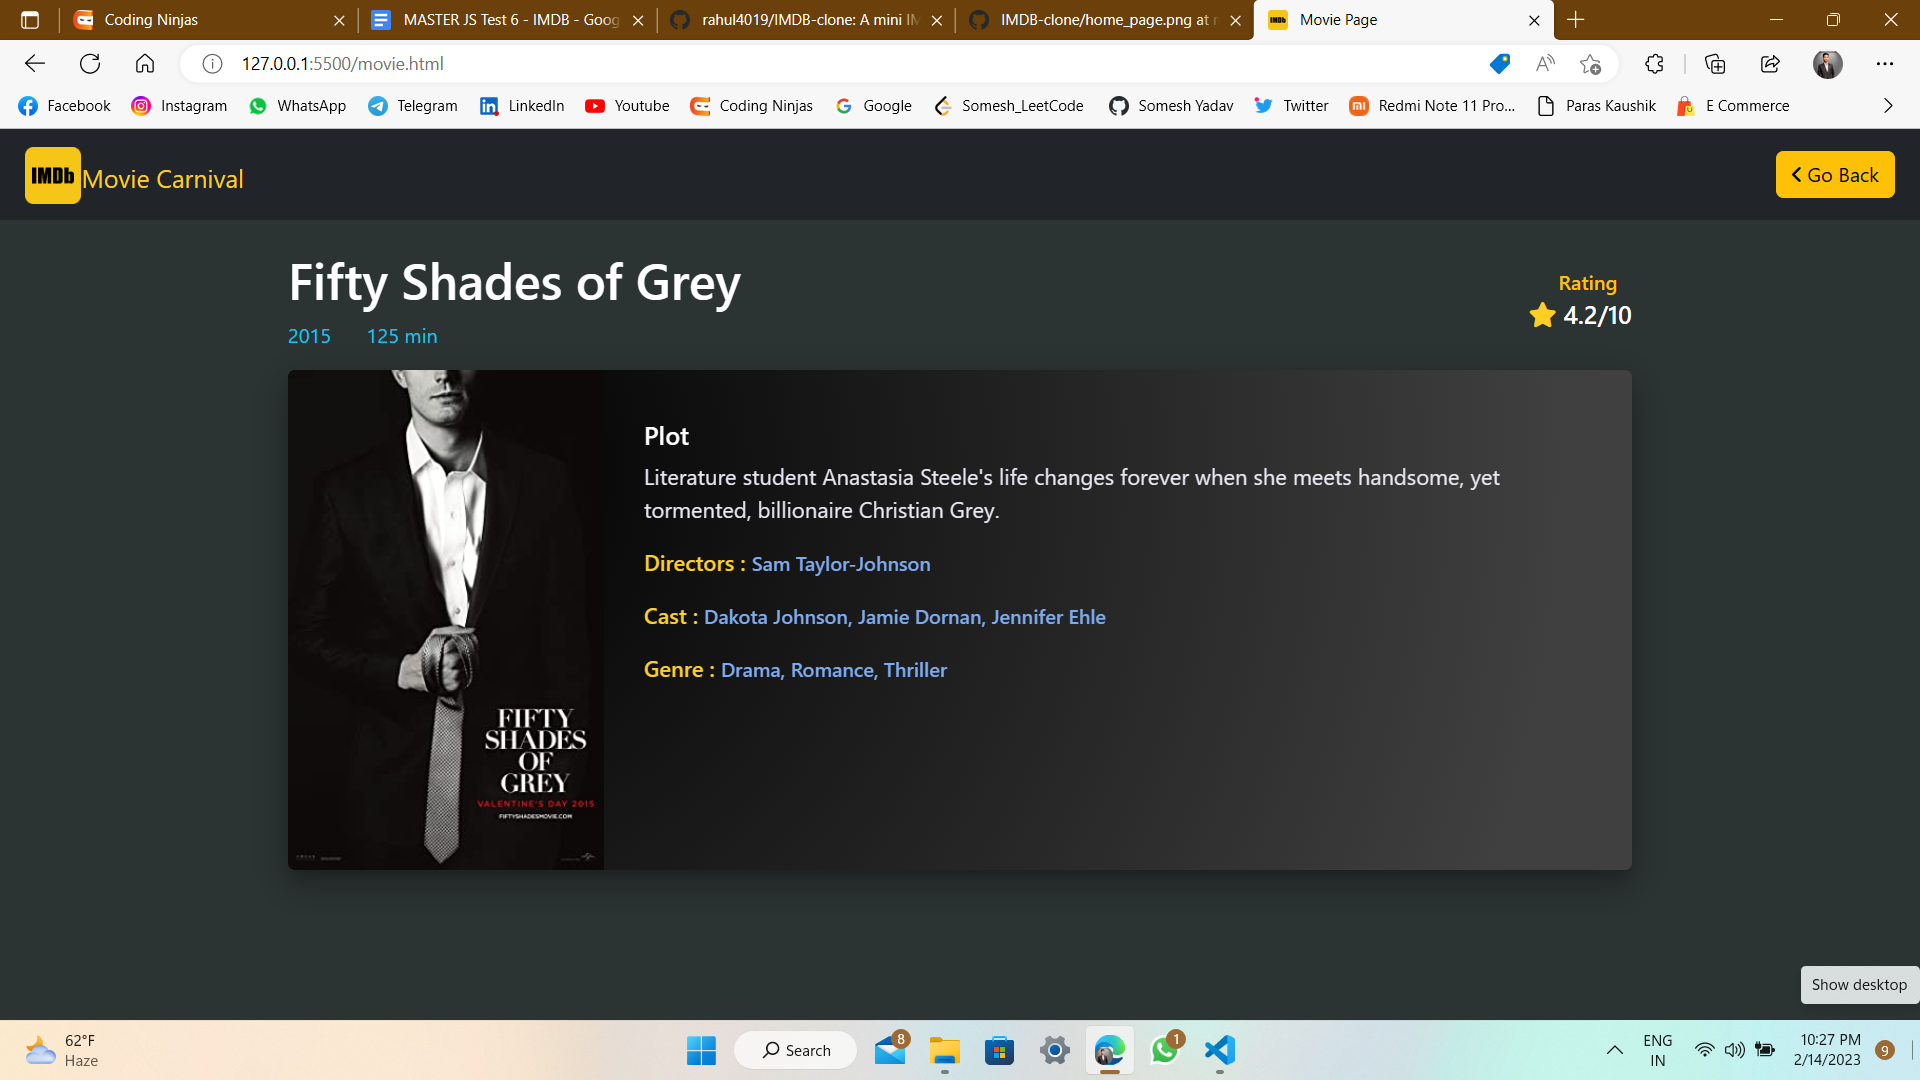 Coding Ninjas
MASTER JS Test 6 - IMDB - Goog
rahul4019/IMDB-clone: A mini IM
IMDB-clone/home_page.png at m
IMDb
Movie Page
127.0.0.1:5500/movie.html
Facebook
Instagram
WhatsApp
Telegram
LinkedIn
Youtube
Coding Ninjas
Google
Somesh_LeetCode
Somesh Yadav
Twitter
Redmi Note 11 Pro...
Paras Kaushik
E Commerce
IMDb Movie Carnival
Go Back
Fifty Shades of Grey
2015 125 min
Rating
4.2/10
Plot
Literature student Anastasia Steele's life changes forever when she meets handsome, yet
tormented, billionaire Christian Grey.
Directors : Sam Taylor-Johnson
Cast : Dakota Johnson, Jamie Dornan, Jennifer Ehle
Genre : Drama, Romance, Thriller
FIFTY
SHADES
OF
GREY
VALENTINE'S DAY 2015
FIFTYSHADESMOVIE.COM
Show desktop
62°F
Haze
Search
8
1
ENG
IN
10:27 PM
2/14/2023
9